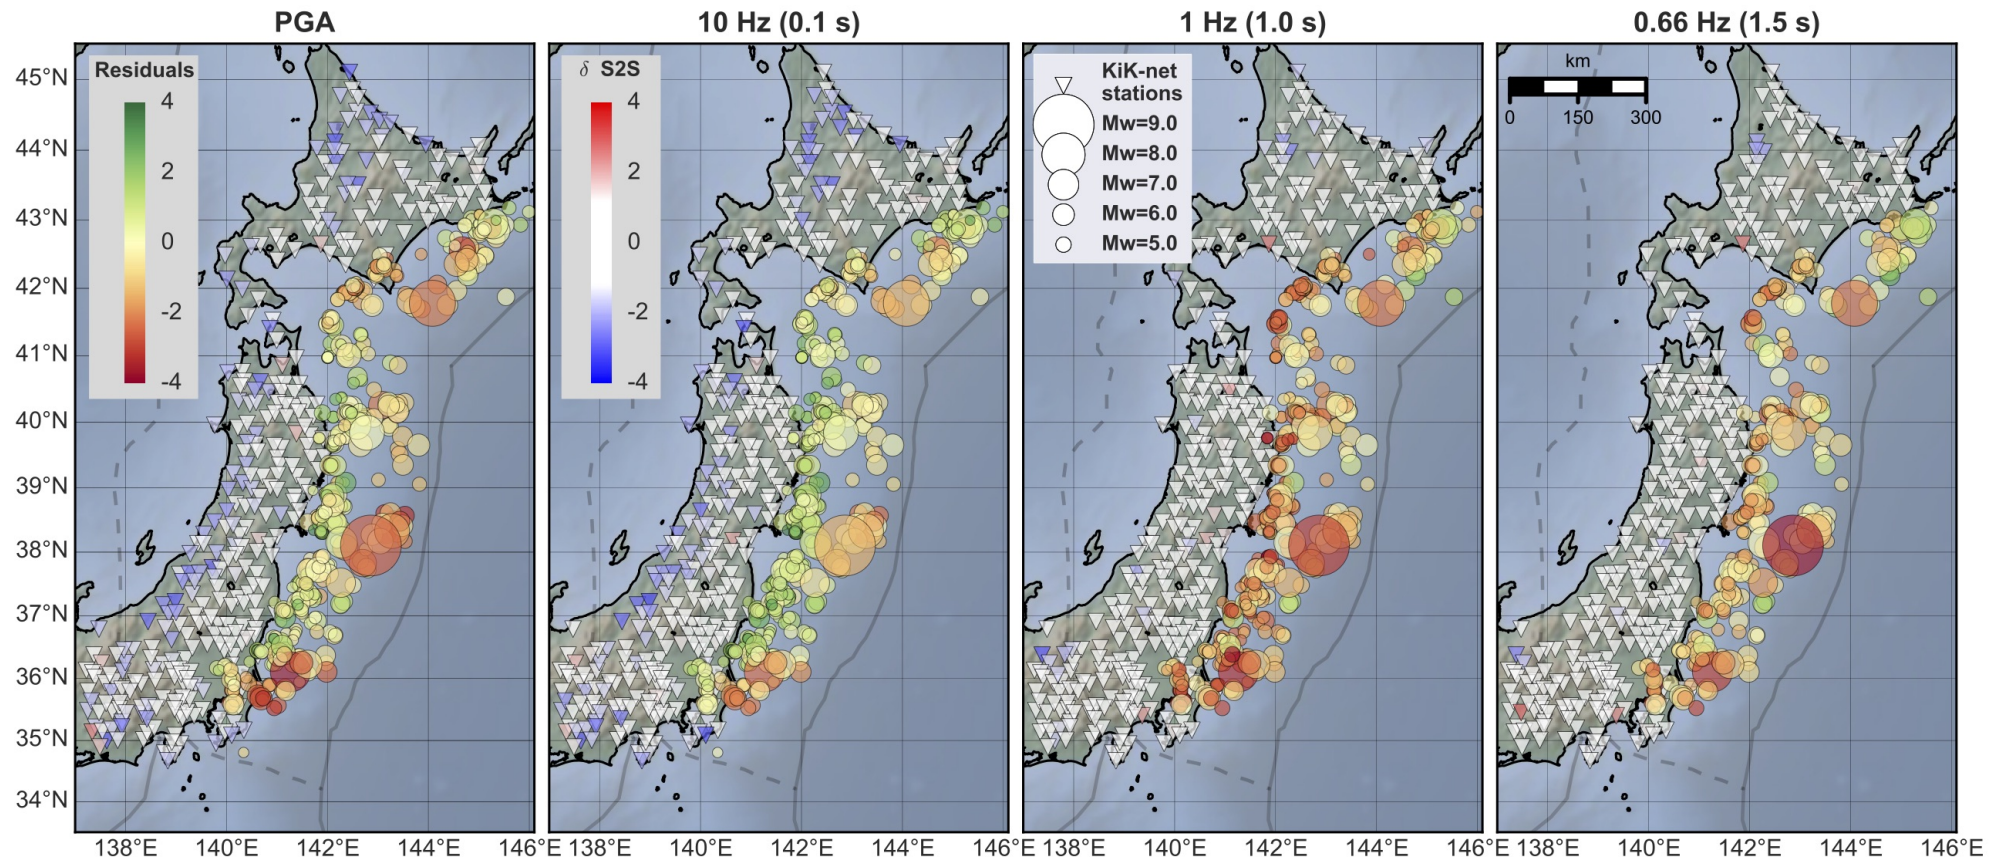 PGA
10 Hz (0.1 s)
1 Hz (1.0 s)
0.66 Hz (1.5 s)
45°N
44°N
43°N
42°N
41°N
40°N
39°N
38°N
37°N
36°N
35°N
34°N
Residuals
4
2
0
-2
-4
δ S2S
4
2
0
-2
-4
KiK-net
stations
Mw=9.0
Mw=8.0
Mw=7.0
Mw=6.0
Mw=5.0
km
0 150 300
138°E 140°E 142°E 144°E 146°E
138°E 140°E 142°E 144°E 146°E
138°E 140°E 142°E 144°E 146°E
138°E 140°E 142°E 144°E 146°E